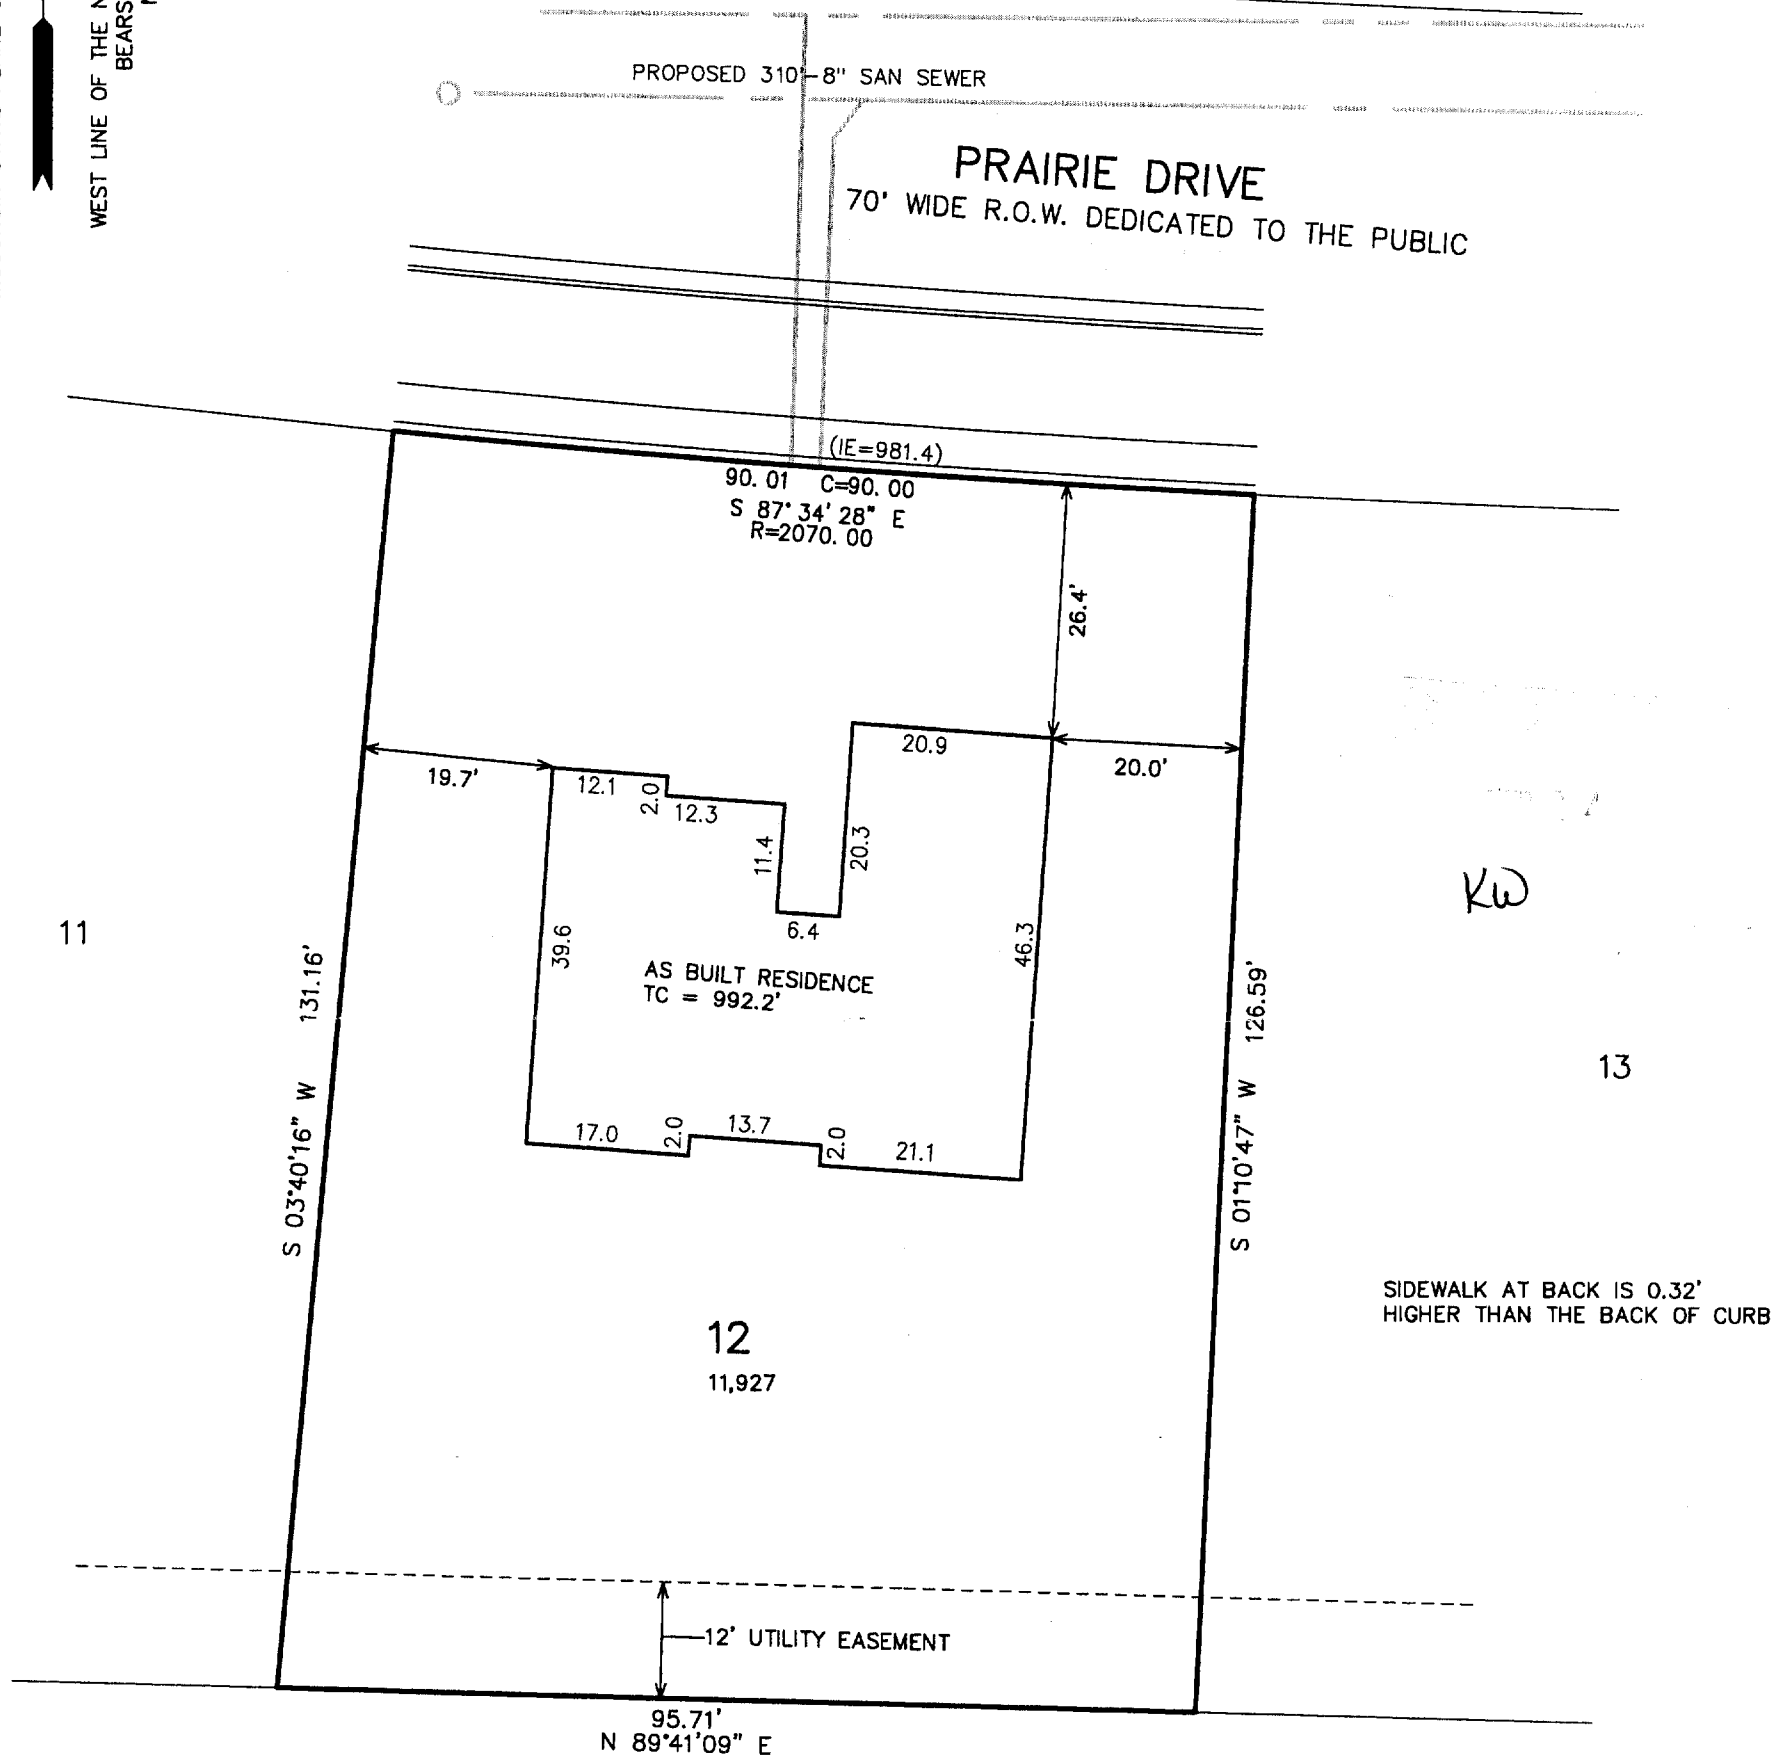 WEST LINE OF THE
BEARS
PROPOSED 310'-8" SAN SEWER
PRAIRIE DRIVE
70' WIDE R.O.W. DEDICATED TO THE PUBLIC
(IE=981.4)
90. 01 C=90. 00
S 87° 34' 28" E
R=2070. 00
26.4'
20.9
19.7'
12.1
2.0
12.3
20.0'
11.4
20.3
6.4
39.6
46.3
AS BUILT RESIDENCE
TC = 992.2'
11
131.16'
126.59'
13
17.0
2.0
13.7
2.0
21.1
S 03°40'16" W
S 01°10'47" W
KW
SIDEWALK AT BACK IS 0.32'
HIGHER THAN THE BACK OF CURB
12
11,927
12' UTILITY EASEMENT
95.71'
N 89°41'09" E